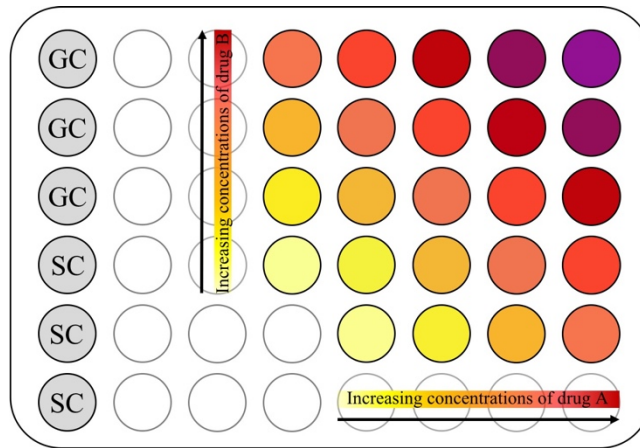 GC
GC
GC
SC
SC
SC
Increasing concentrations of drug B
Increasing concentrations of drug A